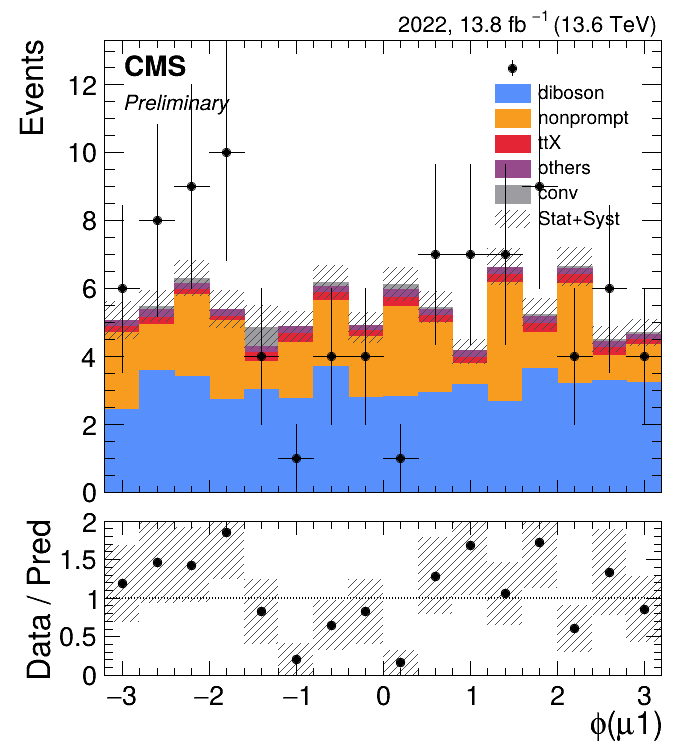 2022, 13.8 fb⁻¹ (13.6 TeV)
CMS
Preliminary
diboson
nonprompt
ttX
others
conv
Stat+Syst
Events
12
10
8
6
4
2
0
Data / Pred
2
1.5
1
0.5
0
−3 −2 −1 0 1 2 3
ϕ(μ1)